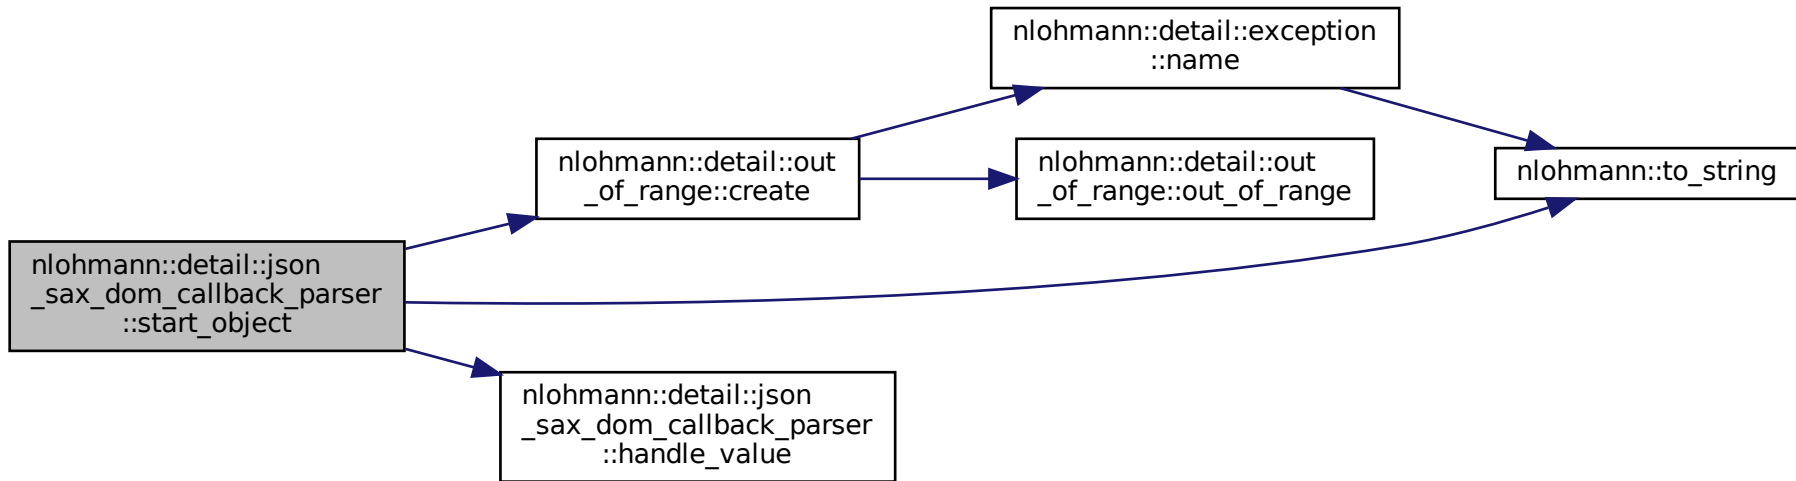 nlohmann::detail::json
_sax_dom_callback_parser
::start_object
nlohmann::detail::out
_of_range::create
nlohmann::detail::exception
::name
nlohmann::detail::out
_of_range::out_of_range
nlohmann::to_string
nlohmann::detail::json
_sax_dom_callback_parser
::handle_value